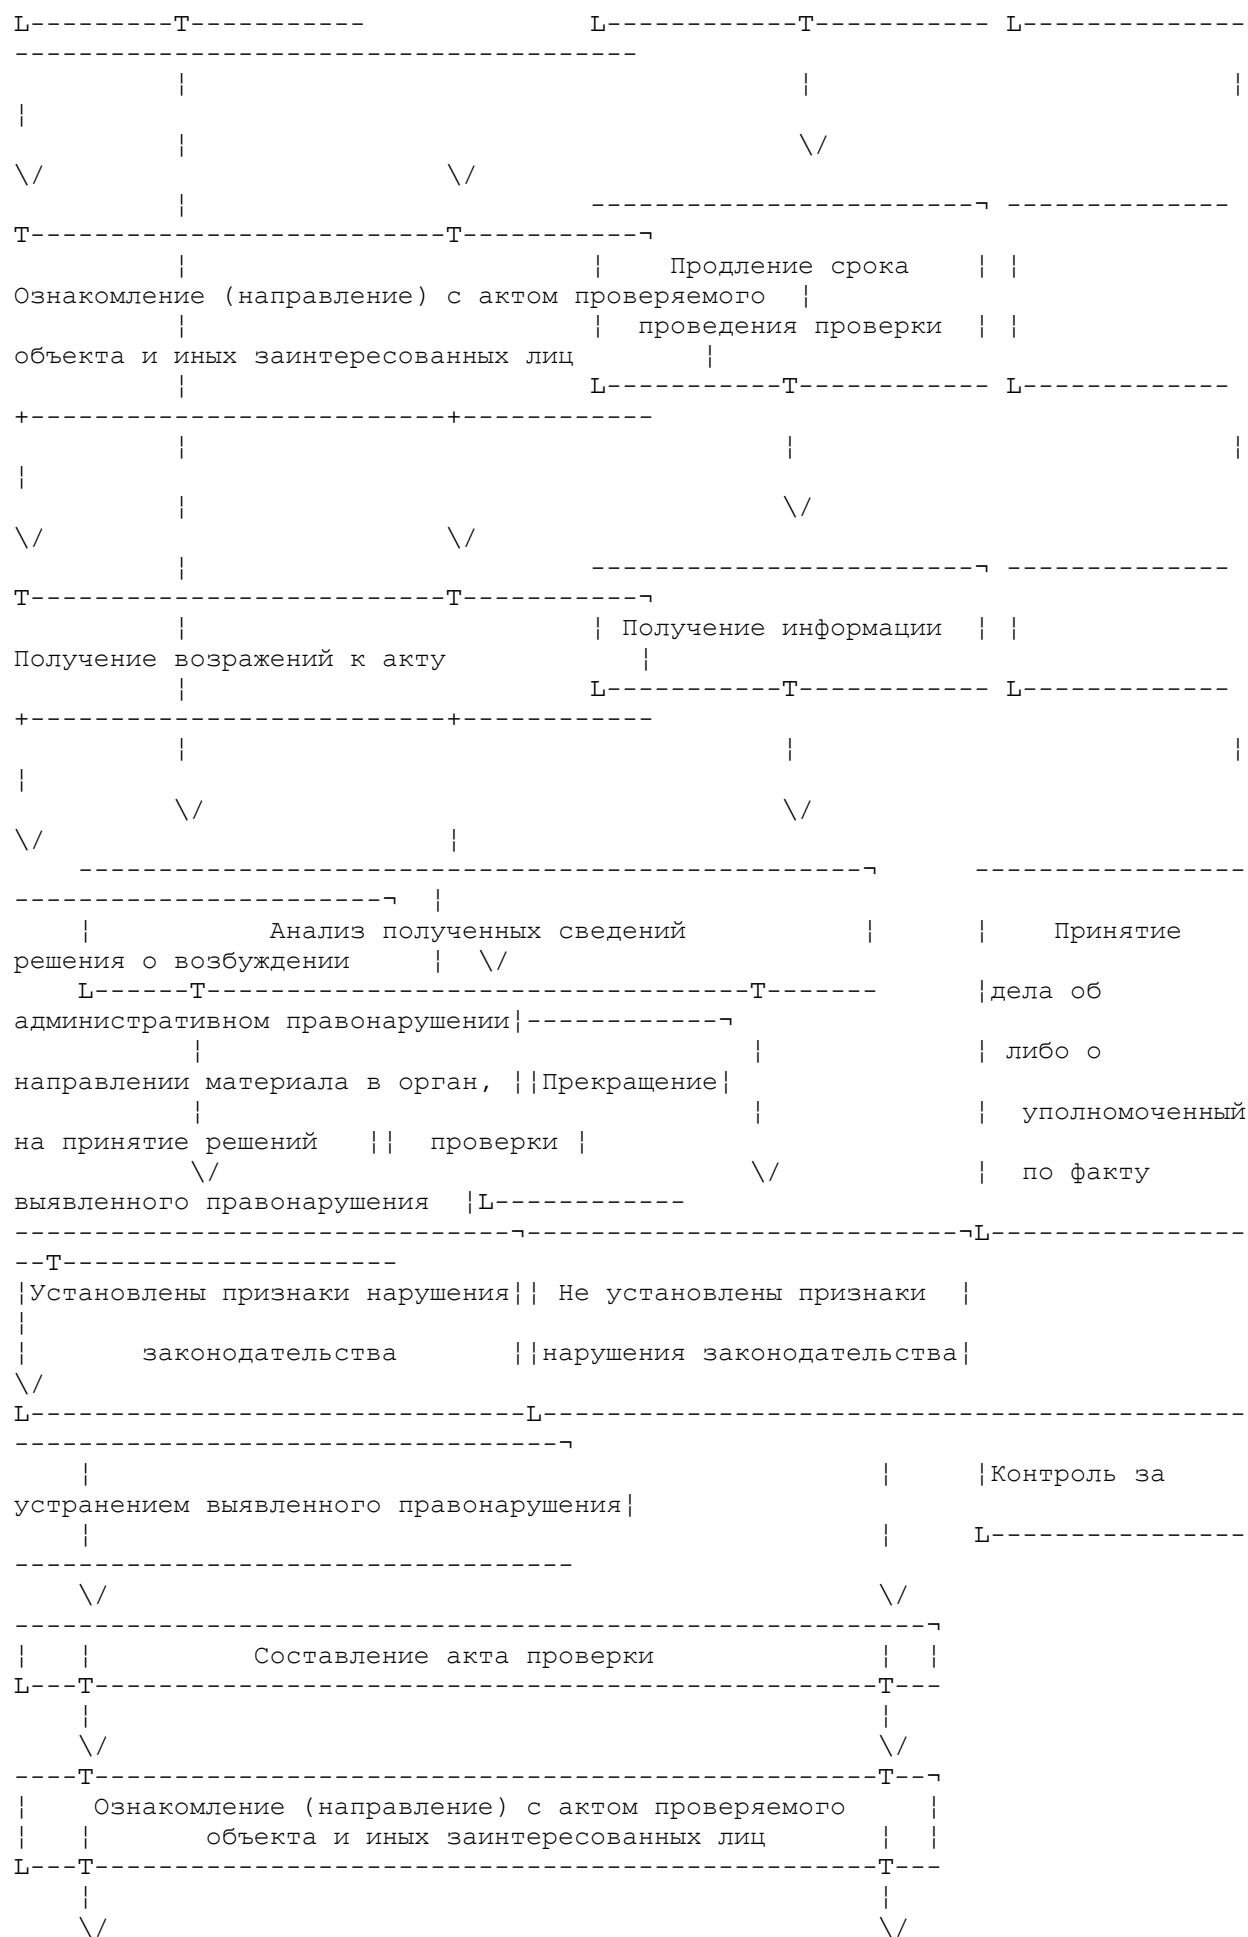 Продление срока
Ознакомление (направление) с актом проверяемого
проведения проверки
объекта и иных заинтересованных лиц
Получение информации
Получение возражений к акту
Анализ полученных сведений Принятие
решения о возбуждении
дела об
административном правонарушении
либо о
направлении материала в орган, Прекращение
уполномоченный
на принятие решений проверки
по факту
выявленного правонарушения
Установлены признаки нарушения Не установлены признаки
законодательства нарушения законодательства
Контроль за
устранением выявленного правонарушения
Составление акта проверки
Ознакомление (направление) с актом проверяемого
объекта и иных заинтересованных лиц